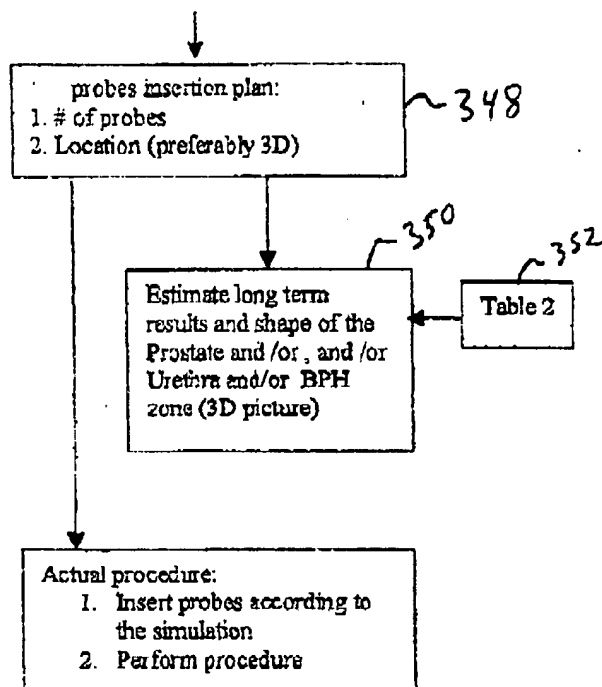 probes insertion plan:
1. # of probes
2. Location (preferably 3D)
348
350
352
Estimate long term
results and shape of the
Prostate and /or , and /or
Urethra and/or BPH
zone (3D picture)
Table 2
Actual procedure:
1. Insert probes according to
the simulation
2. Perform procedure